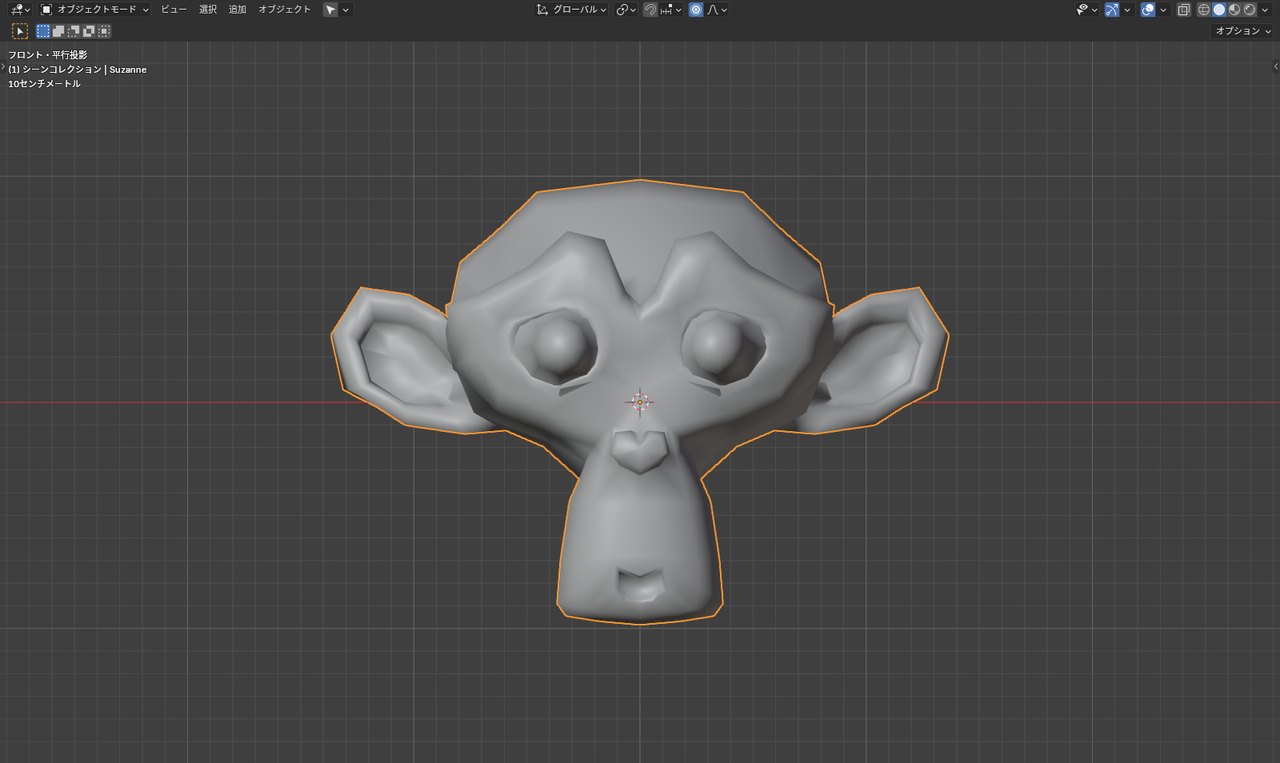 オブジェクトモード ビュー 選択 追加 オブジェクト グローバル
オプション
フロント・平行投影
(1) シーンコレクション | Suzanne
10センチメートル